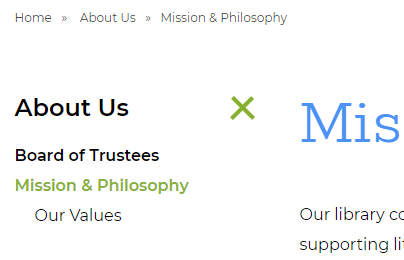 Home » About Us » Mission & Philosophy
About Us
Board of Trustees
Mission & Philosophy
Our Values
Mis
Our library co
supporting lit